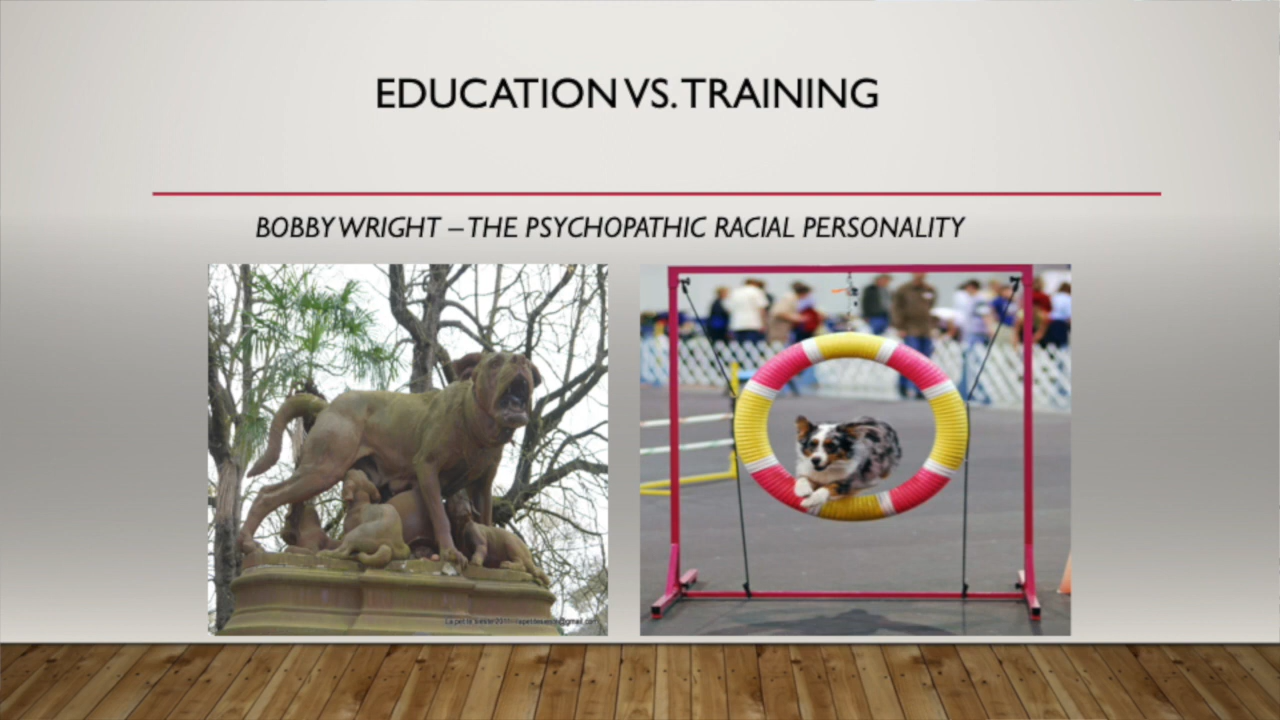 EDUCATION VS. TRAINING
BOBBY WRIGHT – THE PSYCHOPATHIC RACIAL PERSONALITY